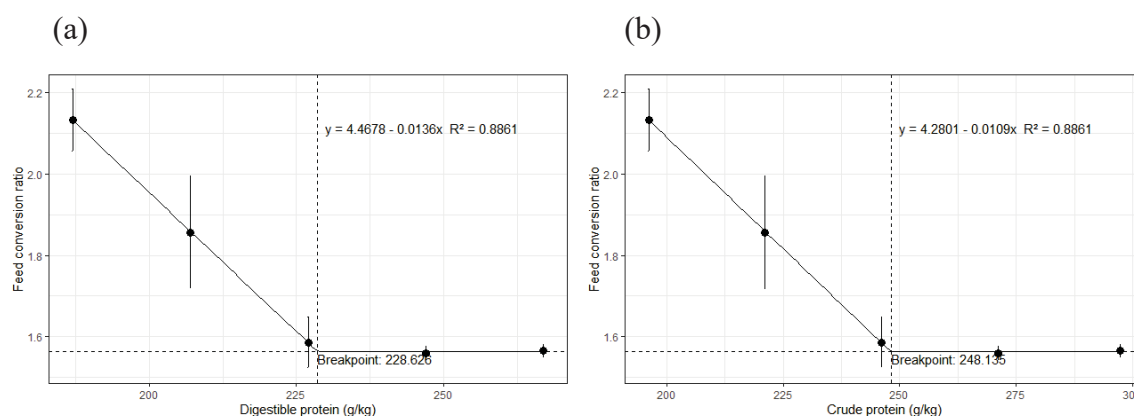 (a)
(b)
2.2
2.0
1.8
1.6
Feed conversion ratio
y = 4.4678 - 0.0136x R² = 0.8861
Breakpoint: 228.626
200
225
250
Digestible protein (g/kg)
2.2
2.0
1.8
1.6
Feed conversion ratio
y = 4.2801 - 0.0109x R² = 0.8861
Breakpoint: 248.135
200
225
250
275
Crude protein (g/kg)